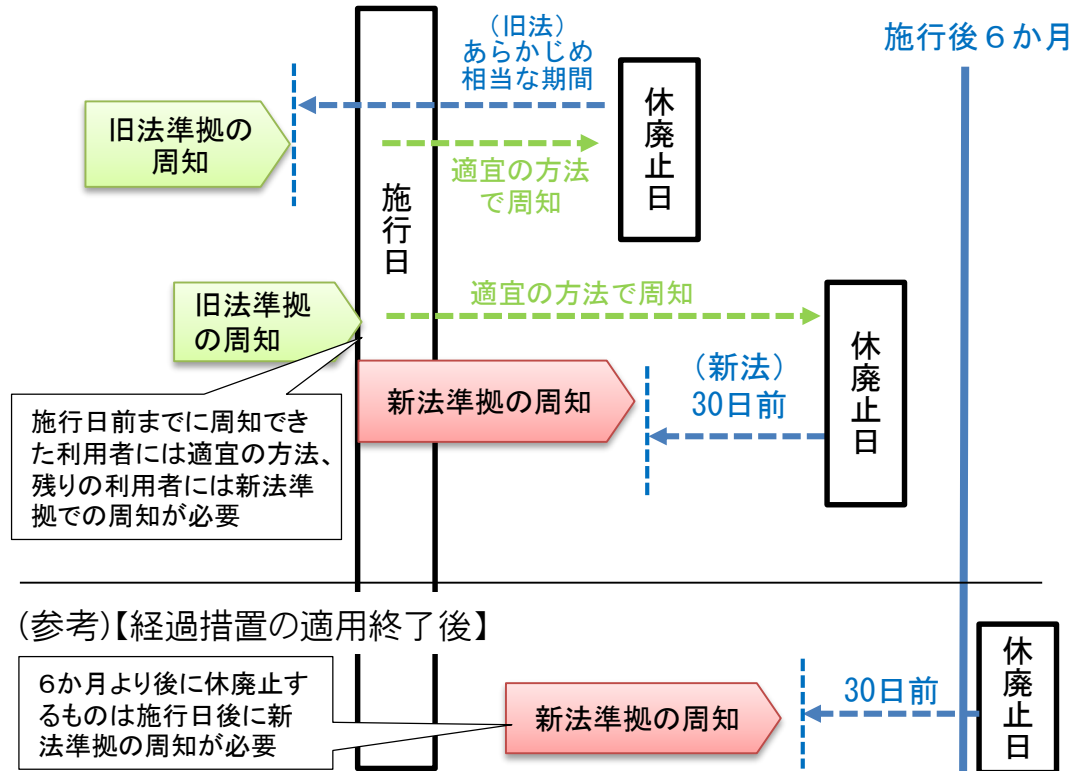 （旧法）
あらかじめ
相当な期間
施行後６か月
旧法準拠の
周知
休廃止日
適宜の方法
で周知
施行日
旧法準拠
の周知
適宜の方法で周知
休廃止日
新法準拠の周知
（新法）
30日前
施行日前までに周知でき
た利用者には適宜の方法、
残りの利用者には新法準
拠での周知が必要
(参考)【経過措置の適用終了後】
６か月より後に休廃止す
るものは施行日後に新
法準拠の周知が必要
新法準拠の周知
30日前
休廃止日